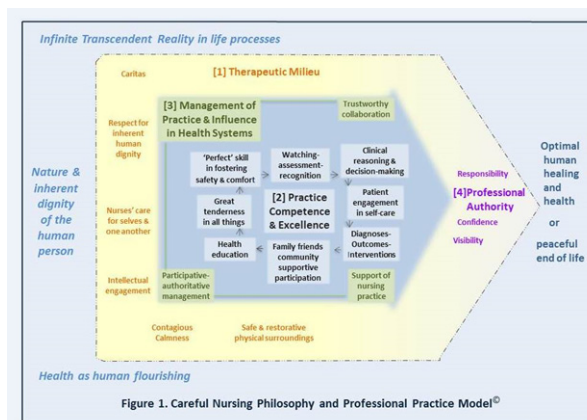 Infinite Transcendent Reality in life processes
Caritas
[1] Therapeutic Milieu
[3] Management of
Practice & Influence
in Health Systems
Trustworthy
collaboration
Respect for
inherent
human
dignity
'Perfect' skill
in fostering
safety & comfort
Watching-
assessment-
recognition
Clinical
reasoning &
decision-making
Nature &
inherent
dignity
of the
human
person
Nurses' care
for selves &
one another
Great
tenderness
in all things
[2] Practice
Competence
& Excellence
Patient
engagement
in self-care
Responsibility
[4]Professional
Authority
Confidence
Visibility
Optimal
human
healing
and
health
or
peaceful
end of life
Health
education
Family friends
community
supportive
participation
Diagnoses-
Outcomes-
Interventions
Intellectual
engagement
Participative-
authoritative
management
Support of
nursing
practice
Contagious
Calmness
Safe & restorative
physical surroundings
Health as human flourishing
Figure 1. Careful Nursing Philosophy and Professional Practice Model©